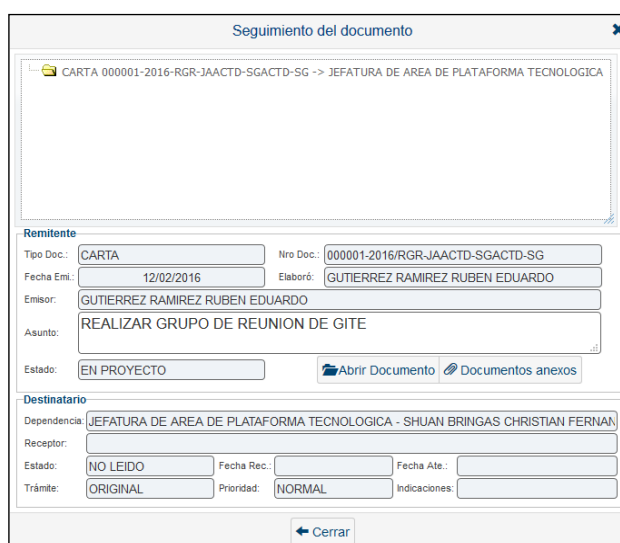 Seguimiento del documento
CARTA 000001-2016-RGR-JAACTD-SGACTD-SG -> JEFATURA DE AREA DE PLATAFORMA TECNOLOGICA
Remitente
Tipo Doc.: CARTA Nro Doc.: 000001-2016/RGR-JAACTD-SGACTD-SG
Fecha Emi.: 12/02/2016 Elaboró: GUTIERREZ RAMIREZ RUBEN EDUARDO
Emisor: GUTIERREZ RAMIREZ RUBEN EDUARDO
Asunto: REALIZAR GRUPO DE REUNION DE GITE
Estado: EN PROYECTO Abrir Documento Documentos anexos
Destinatario
Dependencia: JEFATURA DE AREA DE PLATAFORMA TECNOLOGICA - SHUAN BRINGAS CHRISTIAN FERNAN
Receptor:
Estado: NO LEIDO Fecha Rec.: Fecha Ate.:
Trámite: ORIGINAL Prioridad: NORMAL Indicaciones:
Cerrar